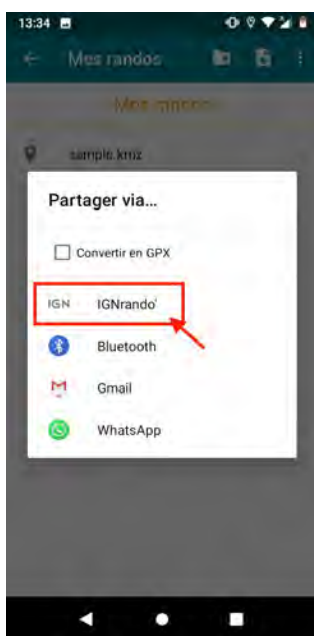 13:34
Mes randos
Mes randos
sample.kmz
Partager via...
Convertir en GPX
IGN IGNrando'
Bluetooth
Gmail
WhatsApp